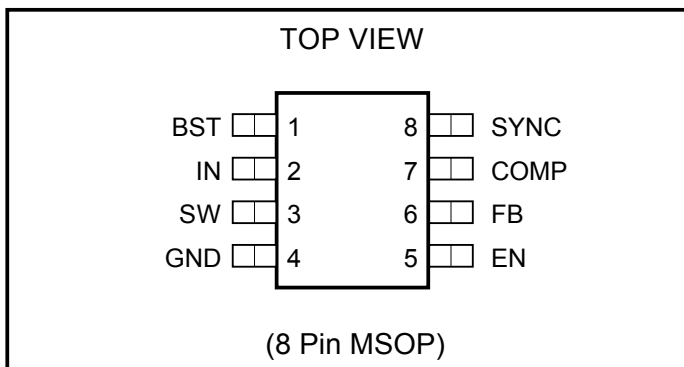 TOP VIEW
BST 1 8 SYNC
IN 2 7 COMP
SW 3 6 FB
GND 4 5 EN
(8 Pin MSOP)